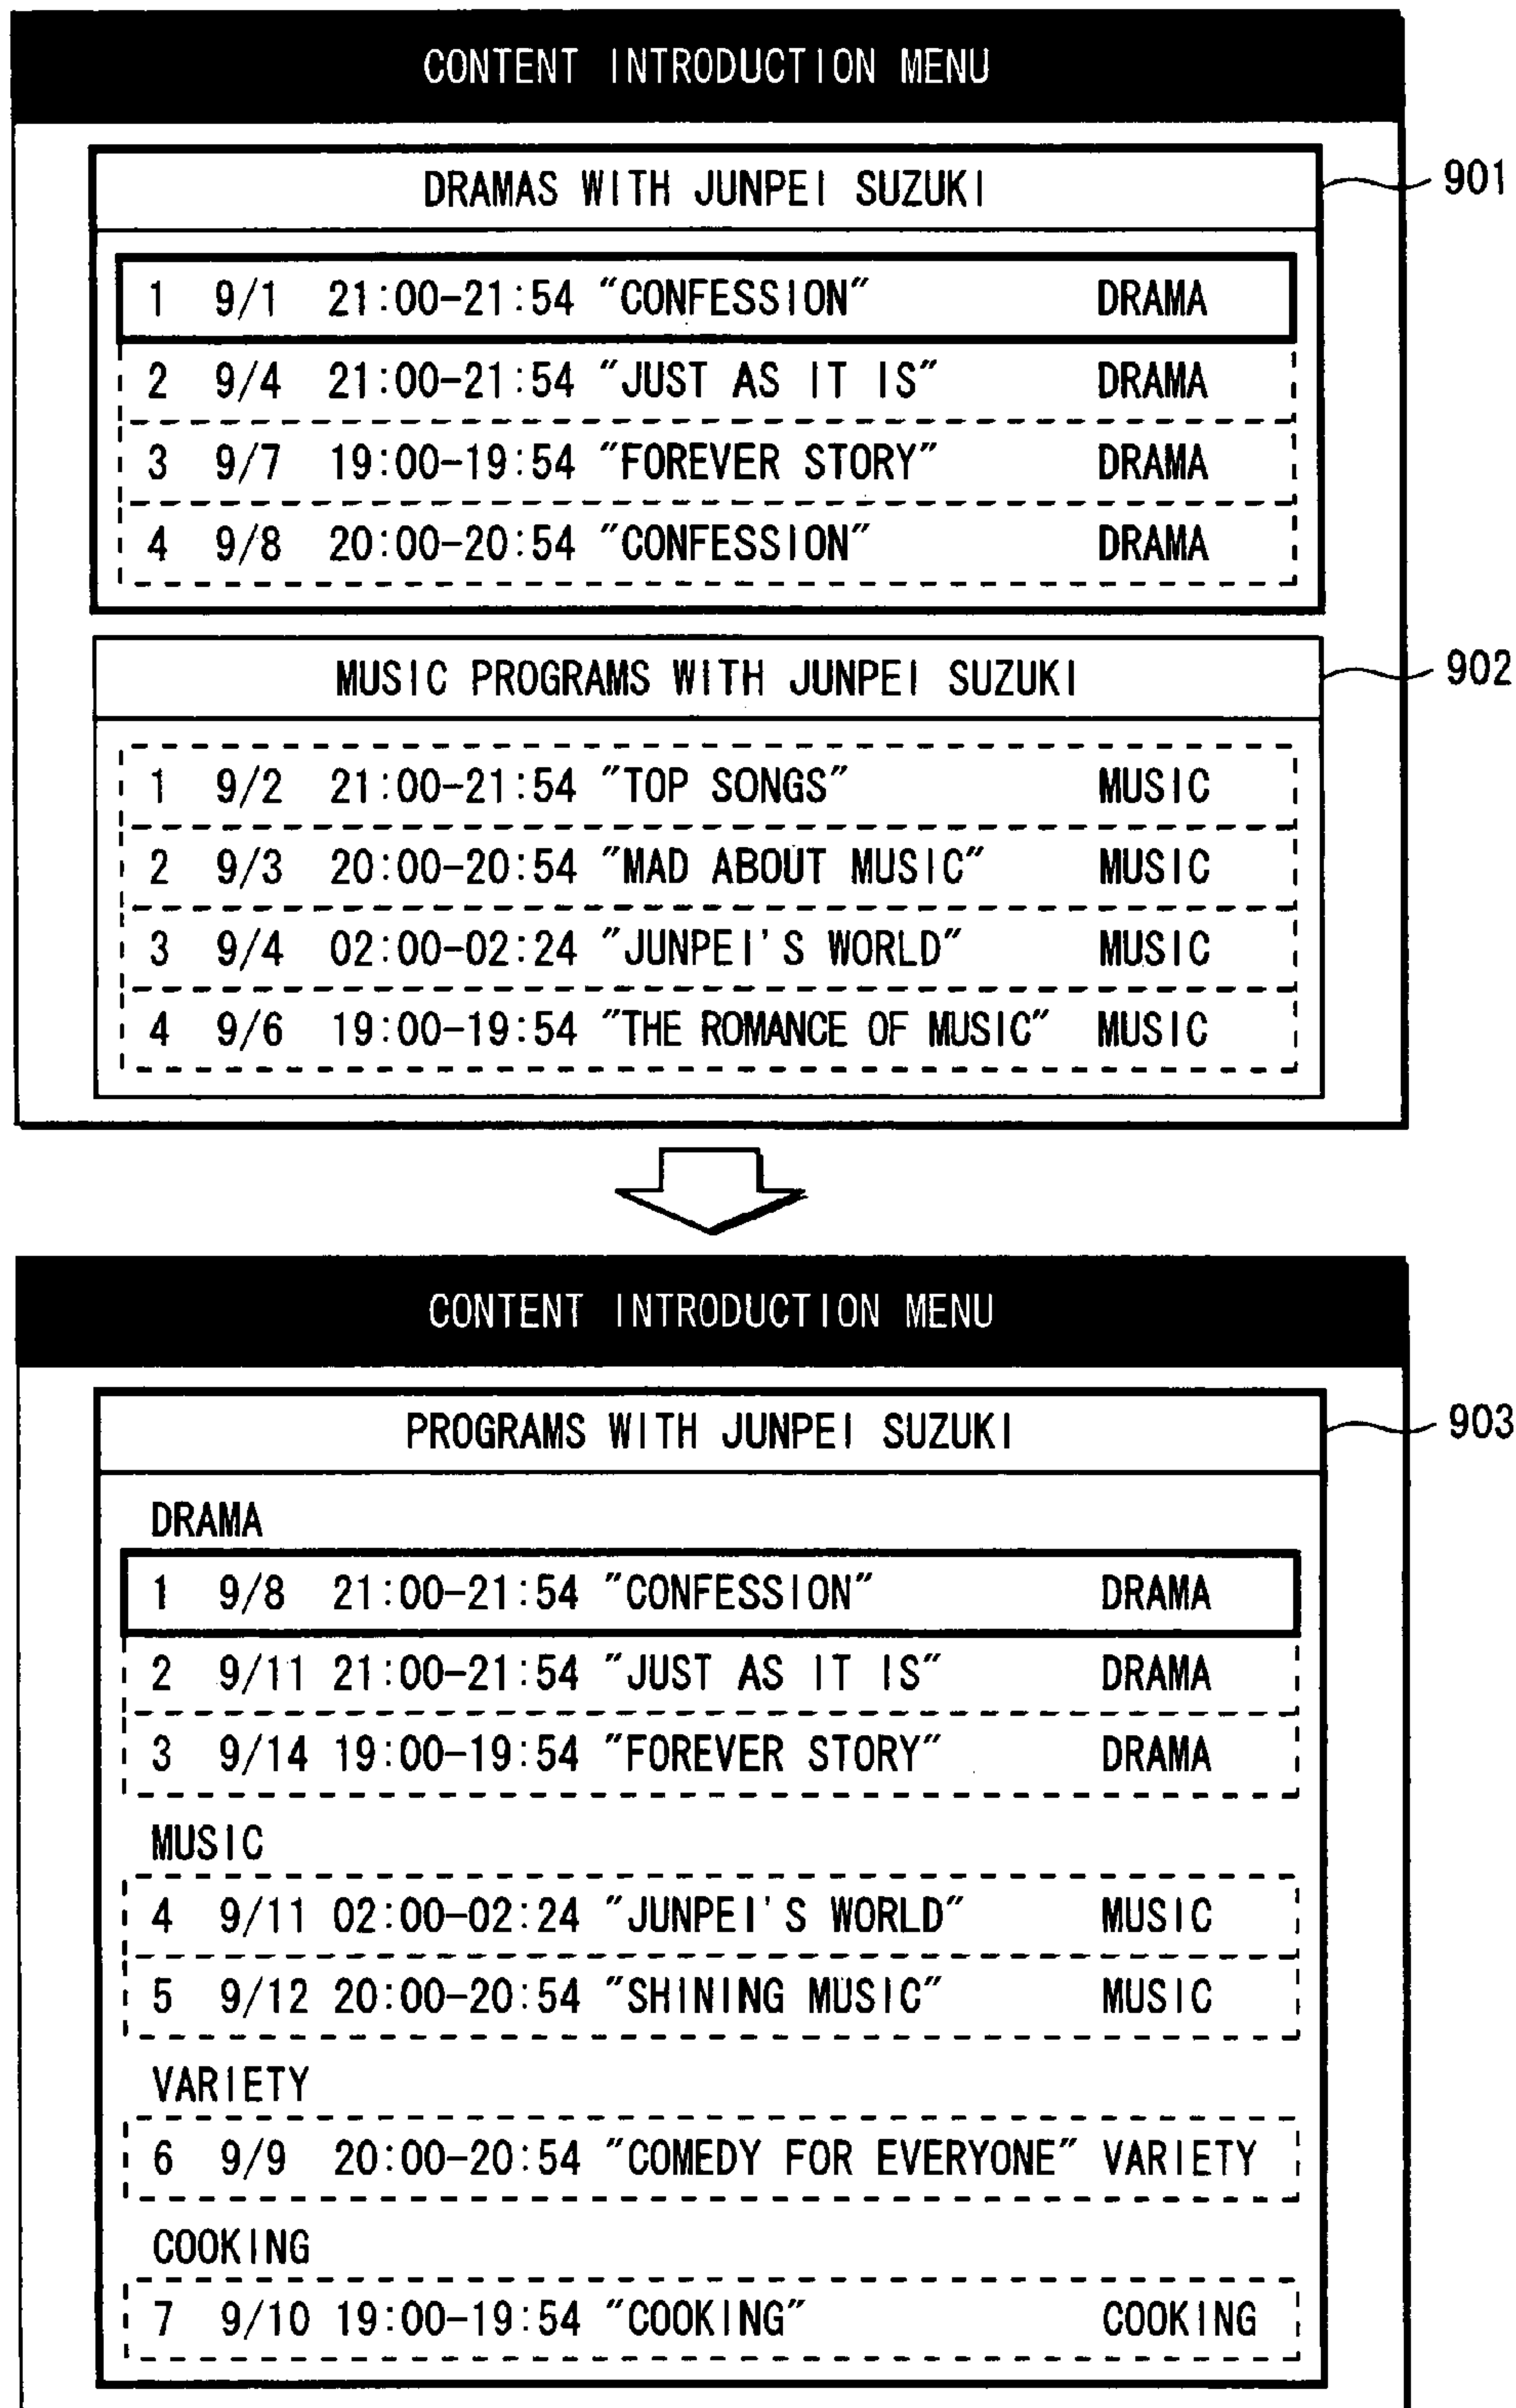 CONTENT INTRODUCTION MENU
DRAMAS WITH JUNPEI SUZUKI
901
1 9/1 21:00-21:54 "CONFESSION" DRAMA
2 9/4 21:00-21:54 "JUST AS IT IS" DRAMA
3 9/7 19:00-19:54 "FOREVER STORY" DRAMA
4 9/8 20:00-20:54 "CONFESSION" DRAMA
MUSIC PROGRAMS WITH JUNPEI SUZUKI
902
1 9/2 21:00-21:54 "TOP SONGS" MUSIC
2 9/3 20:00-20:54 "MAD ABOUT MUSIC" MUSIC
3 9/4 02:00-02:24 "JUNPEI'S WORLD" MUSIC
4 9/6 19:00-19:54 "THE ROMANCE OF MUSIC" MUSIC
CONTENT INTRODUCTION MENU
PROGRAMS WITH JUNPEI SUZUKI
903
DRAMA
1 9/8 21:00-21:54 "CONFESSION" DRAMA
2 9/11 21:00-21:54 "JUST AS IT IS" DRAMA
3 9/14 19:00-19:54 "FOREVER STORY" DRAMA
MUSIC
4 9/11 02:00-02:24 "JUNPEI'S WORLD" MUSIC
5 9/12 20:00-20:54 "SHINING MUSIC" MUSIC
VARIETY
6 9/9 20:00-20:54 "COMEDY FOR EVERYONE" VARIETY
COOKING
7 9/10 19:00-19:54 "COOKING" COOKING